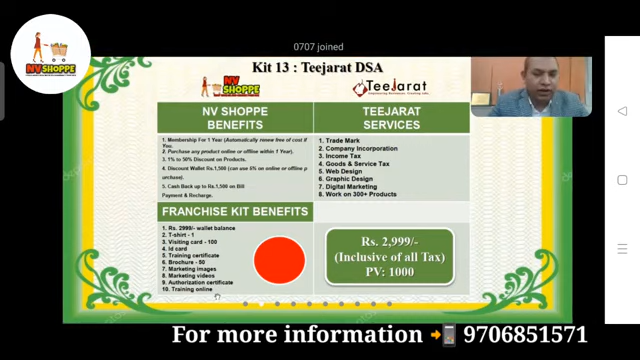 0707 joined
NV SHOPPE
Kit 13 : Teejarat DSA
NV
SHOPPE
Teejarat
NV SHOPPE
BENEFITS
TEEJARAT
SERVICES
1. Membership For 1 Year (Automatically renew free of cost if
You.
2. Purchase any product online or offline within 1 Year).
3. 1% to 50% Discount on Products.
4. Discount Wallet Rs.1,500 (can use 6% on online or offline p
urchase.
5. Cash Back up to Rs.1,500 on Bill
Payment & Recharge.
1. Trade Mark
2. Company Incorporation
3. Income Tax
4. Goods & Service Tax
5. Web Design
6. Graphic Design
7. Digital Marketing
8. Work on 300+ Products
FRANCHISE KIT BENEFITS
1. Rs. 2999/- wallet balance
2. T-shirt - 1
3. Visiting card - 100
4. Id card
5. Training certificate
6. Brochure - 50
7. Marketing images
8. Marketing videos
9. Authorization certificate
10. Training online
Rs. 2,999/-
(Inclusive of all Tax)
PV: 1000
For more information 9706851571